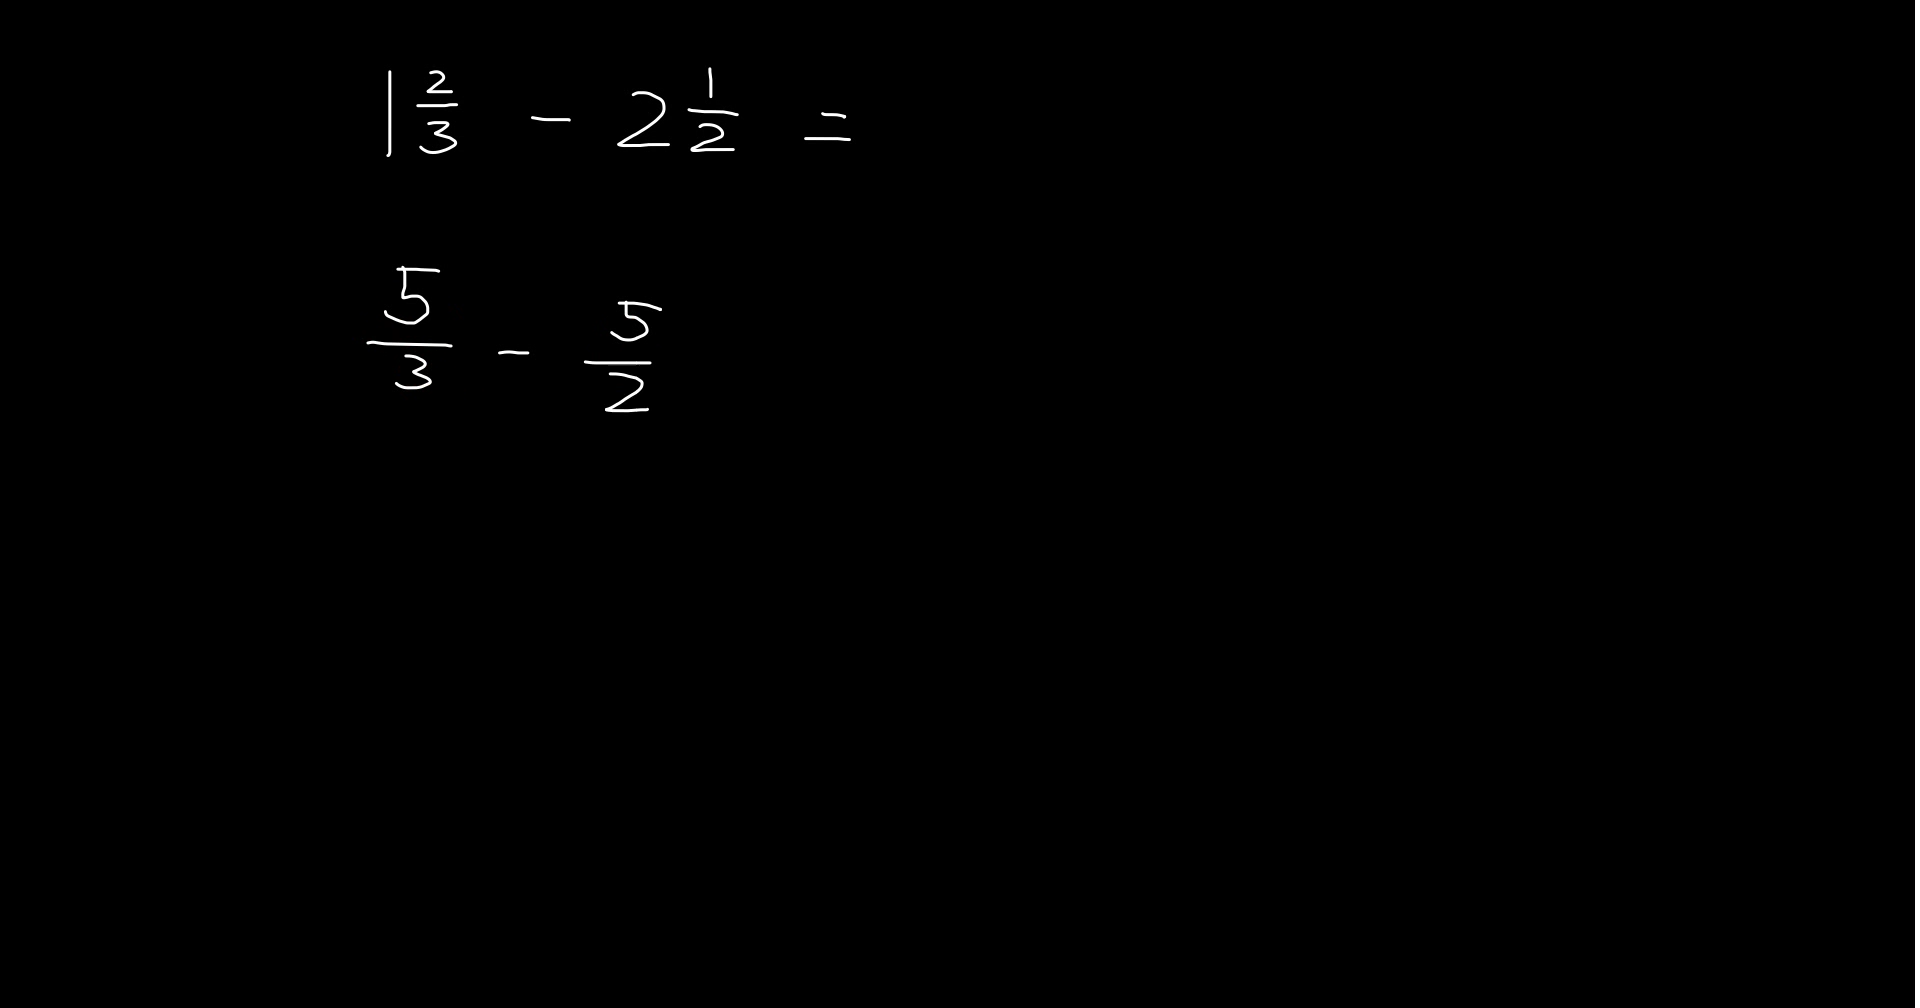 1 2/3 - 2 1/2 =
5/3 - 5/2